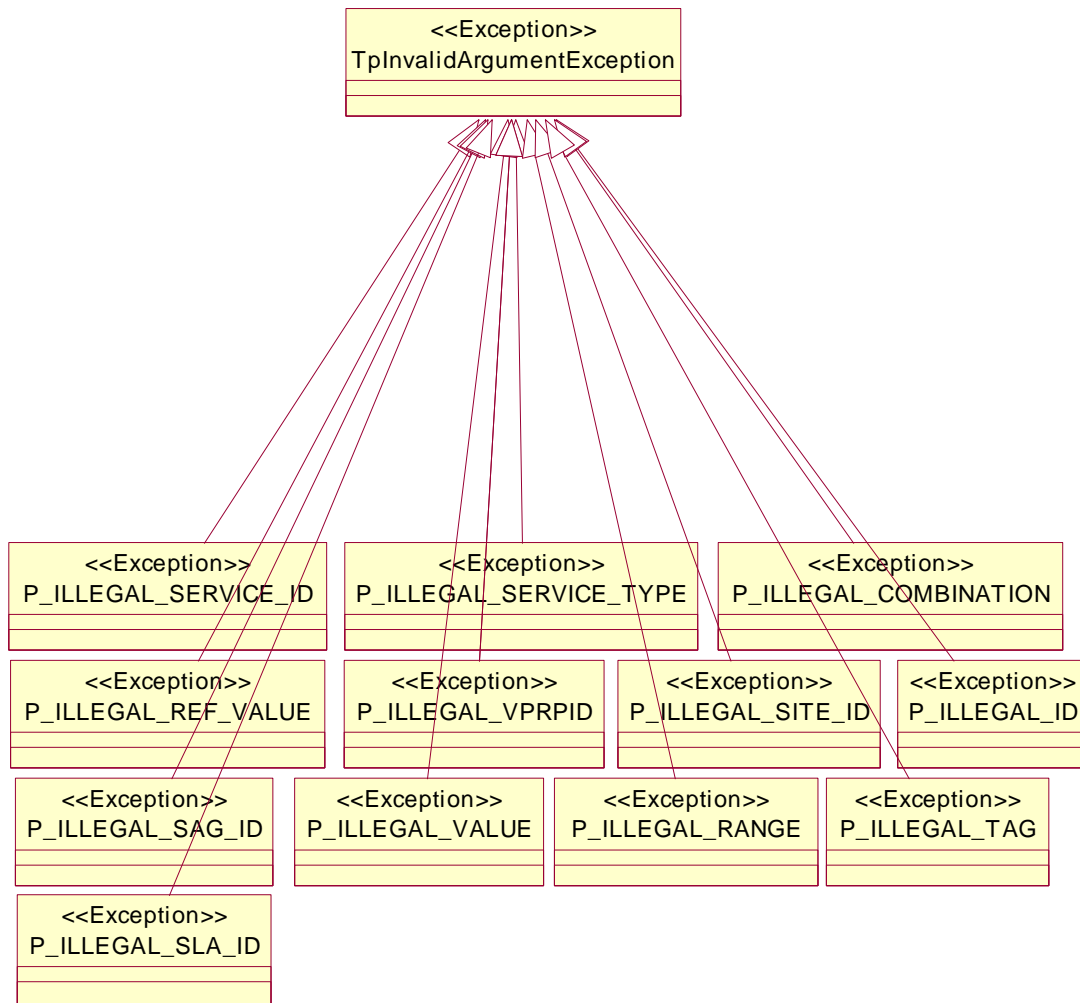 <<Exception>>
TpInvalidArgumentException
<<Exception>>
P_ILLEGAL_SERVICE_ID
<<Exception>>
P_ILLEGAL_SERVICE_TYPE
<<Exception>>
P_ILLEGAL_COMBINATION
<<Exception>>
P_ILLEGAL_REF_VALUE
<<Exception>>
P_ILLEGAL_VPRPID
<<Exception>>
P_ILLEGAL_SITE_ID
<<Exception>>
P_ILLEGAL_ID
<<Exception>>
P_ILLEGAL_SAG_ID
<<Exception>>
P_ILLEGAL_VALUE
<<Exception>>
P_ILLEGAL_RANGE
<<Exception>>
P_ILLEGAL_TAG
<<Exception>>
P_ILLEGAL_SLA_ID